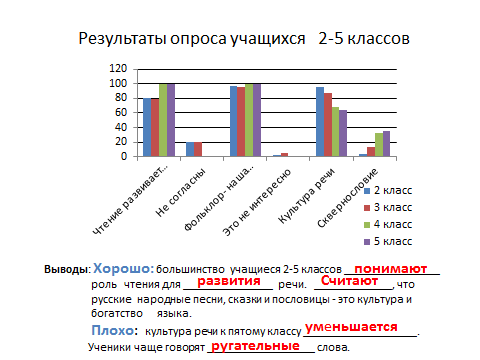 Результаты опроса учащихся 2-5 классов
120
100
80
60
40
20
0
Чтение развивает…
Не согласны
Фольклор- наша..
Это не интересно
Культура речи
Сквернословие
2 класс
3 класс
4 класс
5 класс
Выводы: Хорошо: большинство учащиеся 2-5 классов понимают
роль чтения для развития речи. Считают, что
русские народные песни, сказки и пословицы - это культура и
богатство языка.
Плохо: культура речи к пятому классу уменьшается.
Ученики чаще говорят ругательные слова.